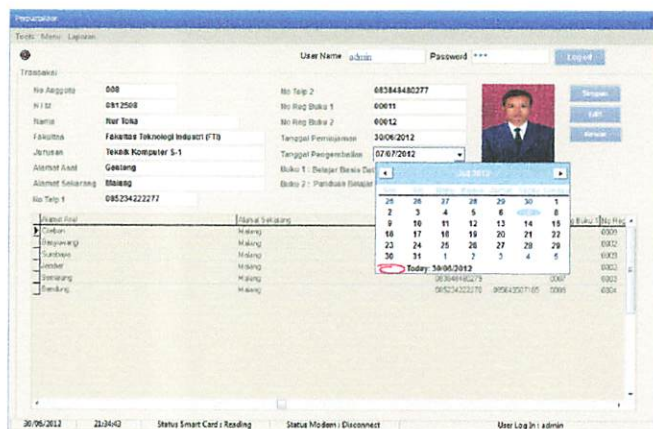 Perpustakaan
Tools Menu Laporan
User Name admin Password *** Logout
Transaksi
No Anggota 008
N I M 0812508
Nama Nur Toha
Fakultas Fakultas Teknologi Industri (FTI)
Jurusan Teknik Komputer S-1
Alamat Asal
Alamat Sekarang Malang
No Telp 1 085234222277
No Telp 2 083848480277
No Reg Buku 1 00011
No Reg Buku 2 00012
Tanggal Peminjaman 30/06/2012
Tanggal Pengembalian 07/07/2012
Buku 1 : Belajar Basis
Buku 2 : Panduan Belajar
Simpan
Edit
Juli 2012
25 26 27 28 29 30 1
2 3 4 5 6 8
9 10 11 12 13 14 15
16 17 18 19 20 21 22
23 24 25 26 27 28 29
30 31 1 2 3 4 5
Today: 30/06/2012
Alamat Asal Alamat Sekarang Buku 1 No Reg
Cirebon Malang
Banyuwangi Malang 0002
Surabaya Malang
Jember Malang
Semarang Malang
Bandung Malang 0004
30/06/2012 21:34:43 Status Smart Card : Reading Status Modem : Disconnect User Log In : admin